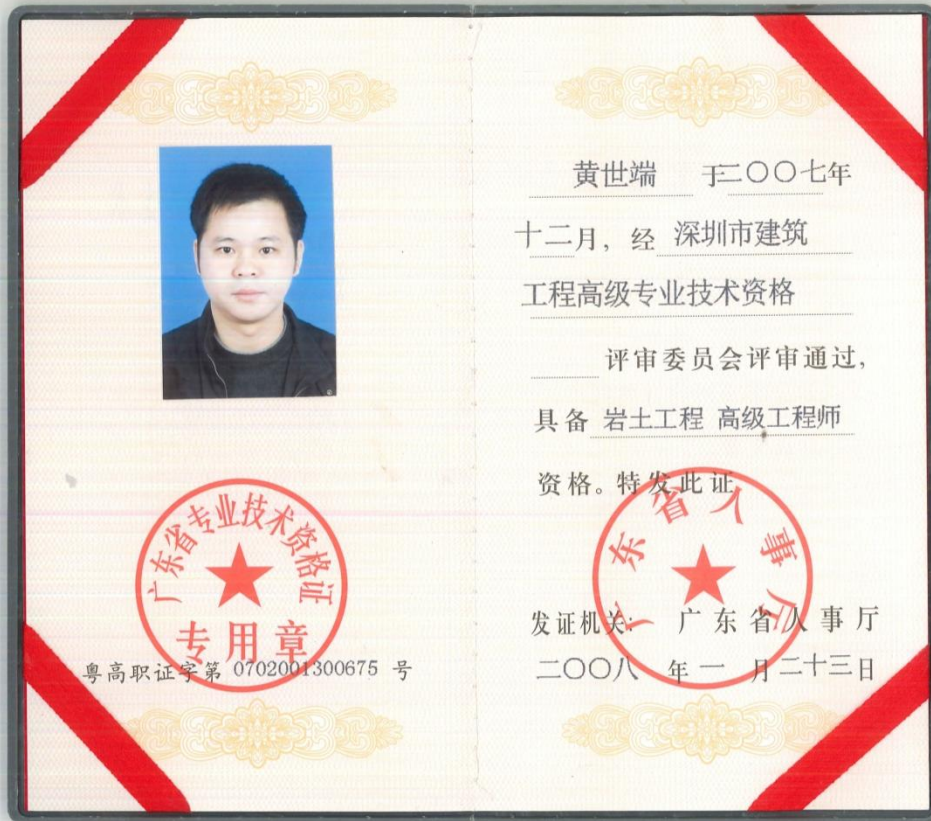 广东省专业技术资格证
专用章
粤高职证字第 0702001300675 号
黄世端 于二〇〇七年
十二月，经 深圳市建筑
工程高级专业技术资格
评审委员会评审通过，
具备 岩土工程 高级工程师
资格。特发此证
广东省人事厅
发证机关： 广东省人事厅
二〇〇八 年 一 月 二十三日